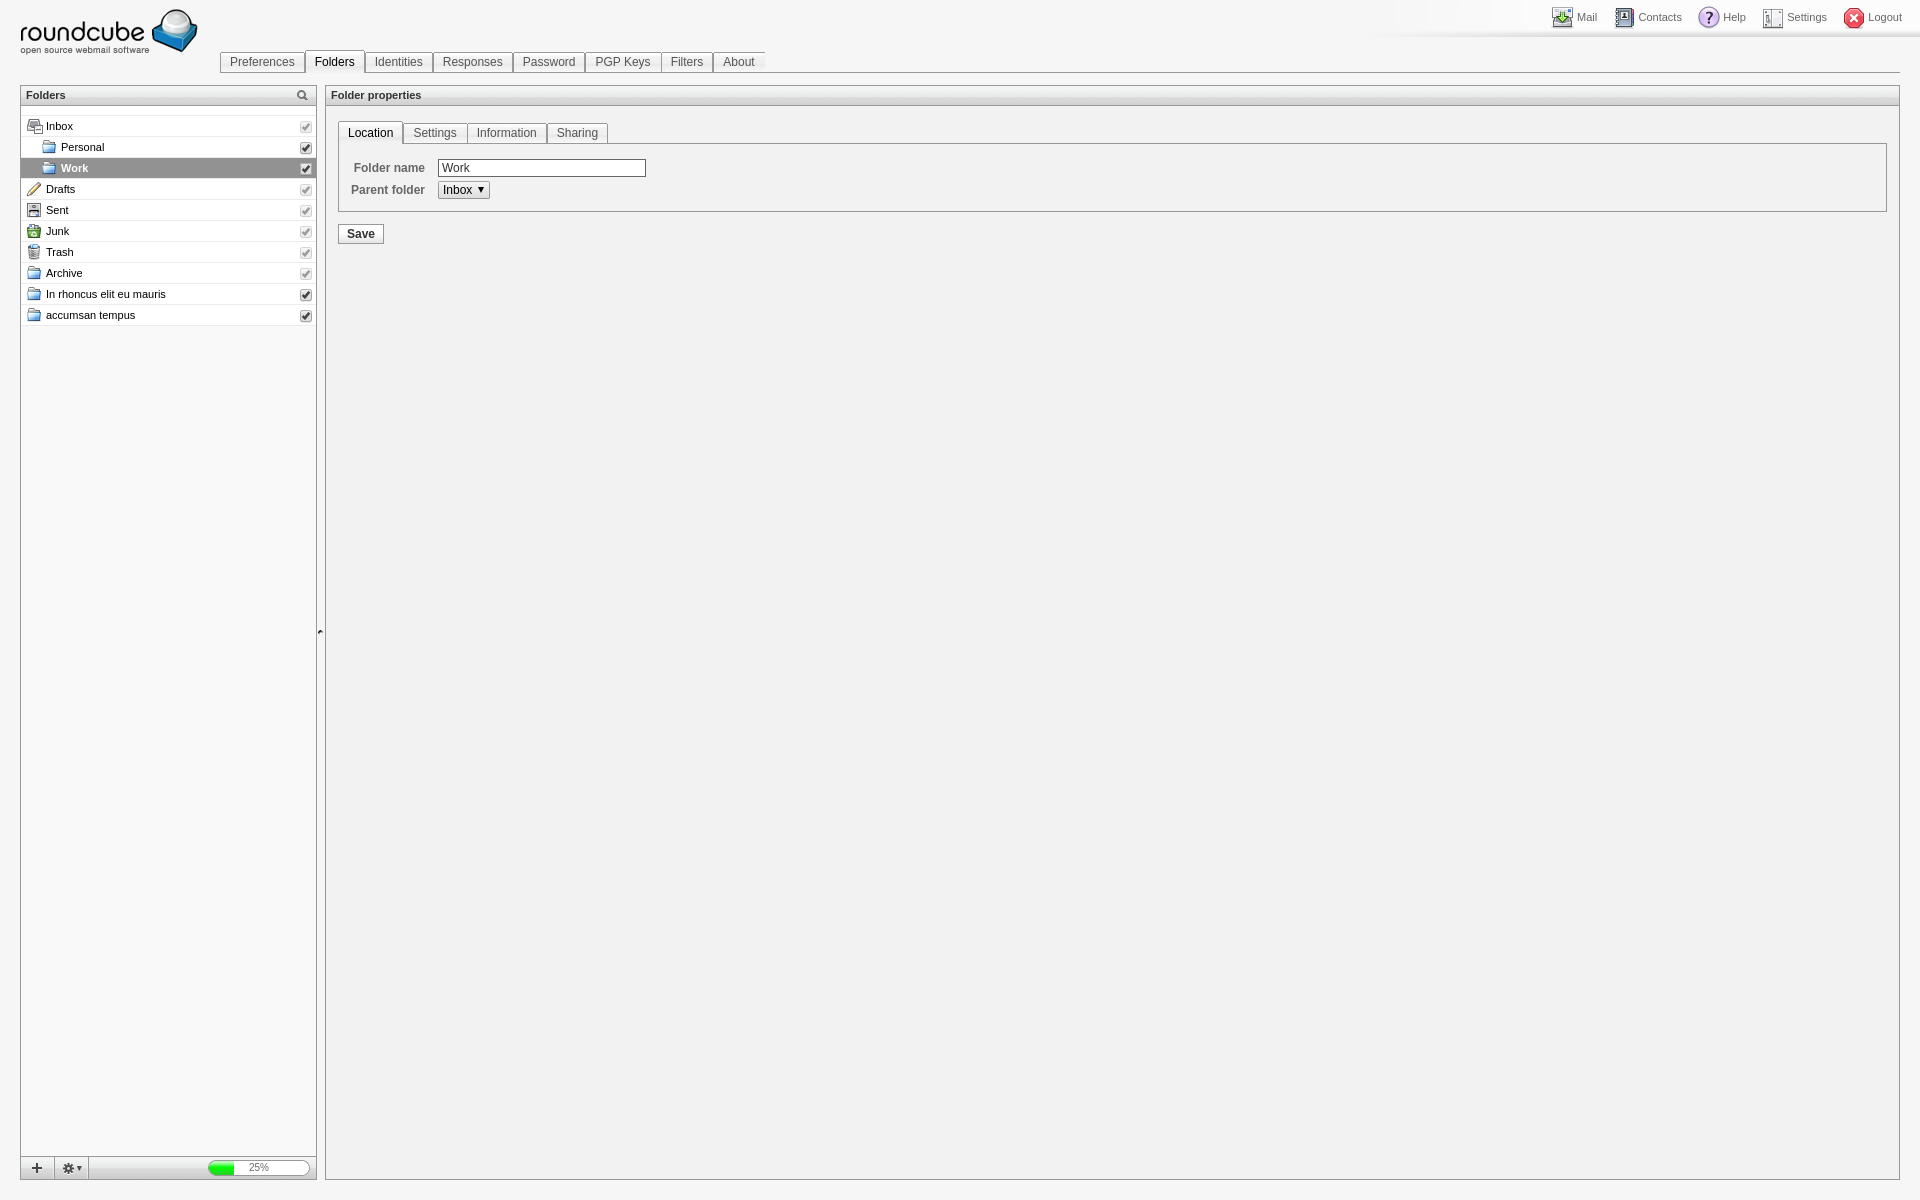 roundcube
open source webmail software
Mail
Contacts
Help
Settings
Logout
Preferences
Folders
Identities
Responses
Password
PGP Keys
Filters
About
Folders
Inbox
Personal
Work
Drafts
Sent
Junk
Trash
Archive
In rhoncus elit eu mauris
accumsan tempus
25%
Folder properties
Location
Settings
Information
Sharing
Folder name Work
Parent folder Inbox
Save